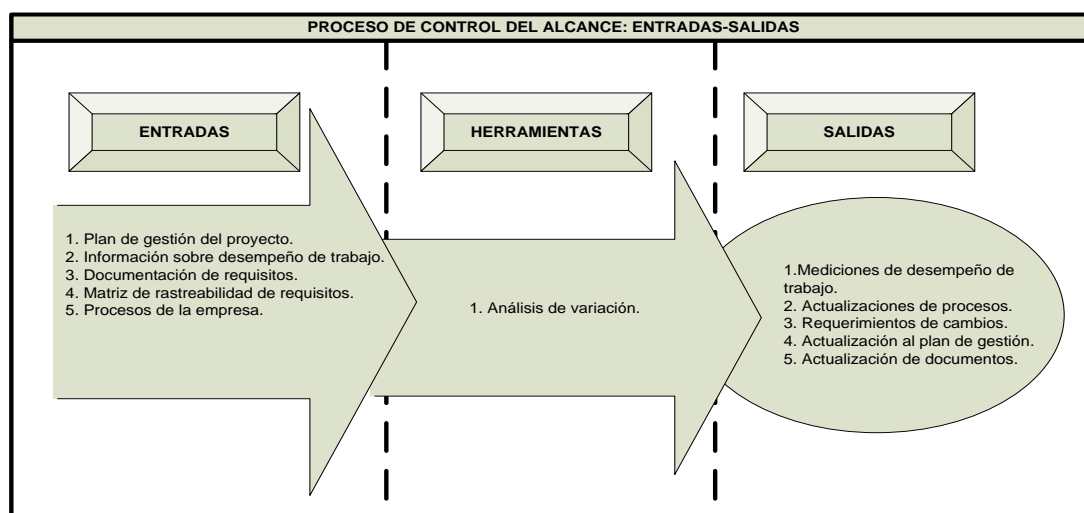 PROCESO DE CONTROL DEL ALCANCE: ENTRADAS-SALIDAS
ENTRADAS
1. Plan de gestión del proyecto.
2. Información sobre desempeño de trabajo.
3. Documentación de requisitos.
4. Matriz de rastreabilidad de requisitos.
5. Procesos de la empresa.
HERRAMIENTAS
1. Análisis de variación.
SALIDAS
1.Mediciones de desempeño de
trabajo.
2. Actualizaciones de procesos.
3. Requerimientos de cambios.
4. Actualización al plan de gestión.
5. Actualización de documentos.